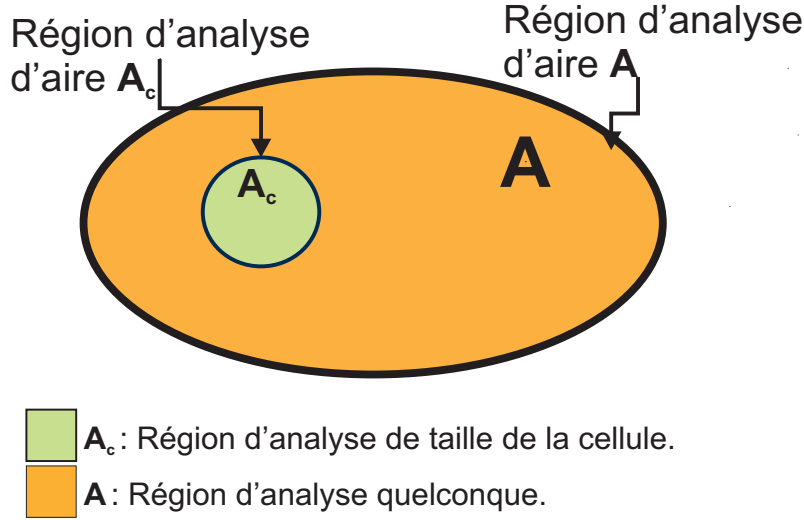 Région d'analyse
d'aire Ac
Région d'analyse
d'aire A
A
Ac
Ac : Région d'analyse de taille de la cellule.
A : Région d'analyse quelconque.